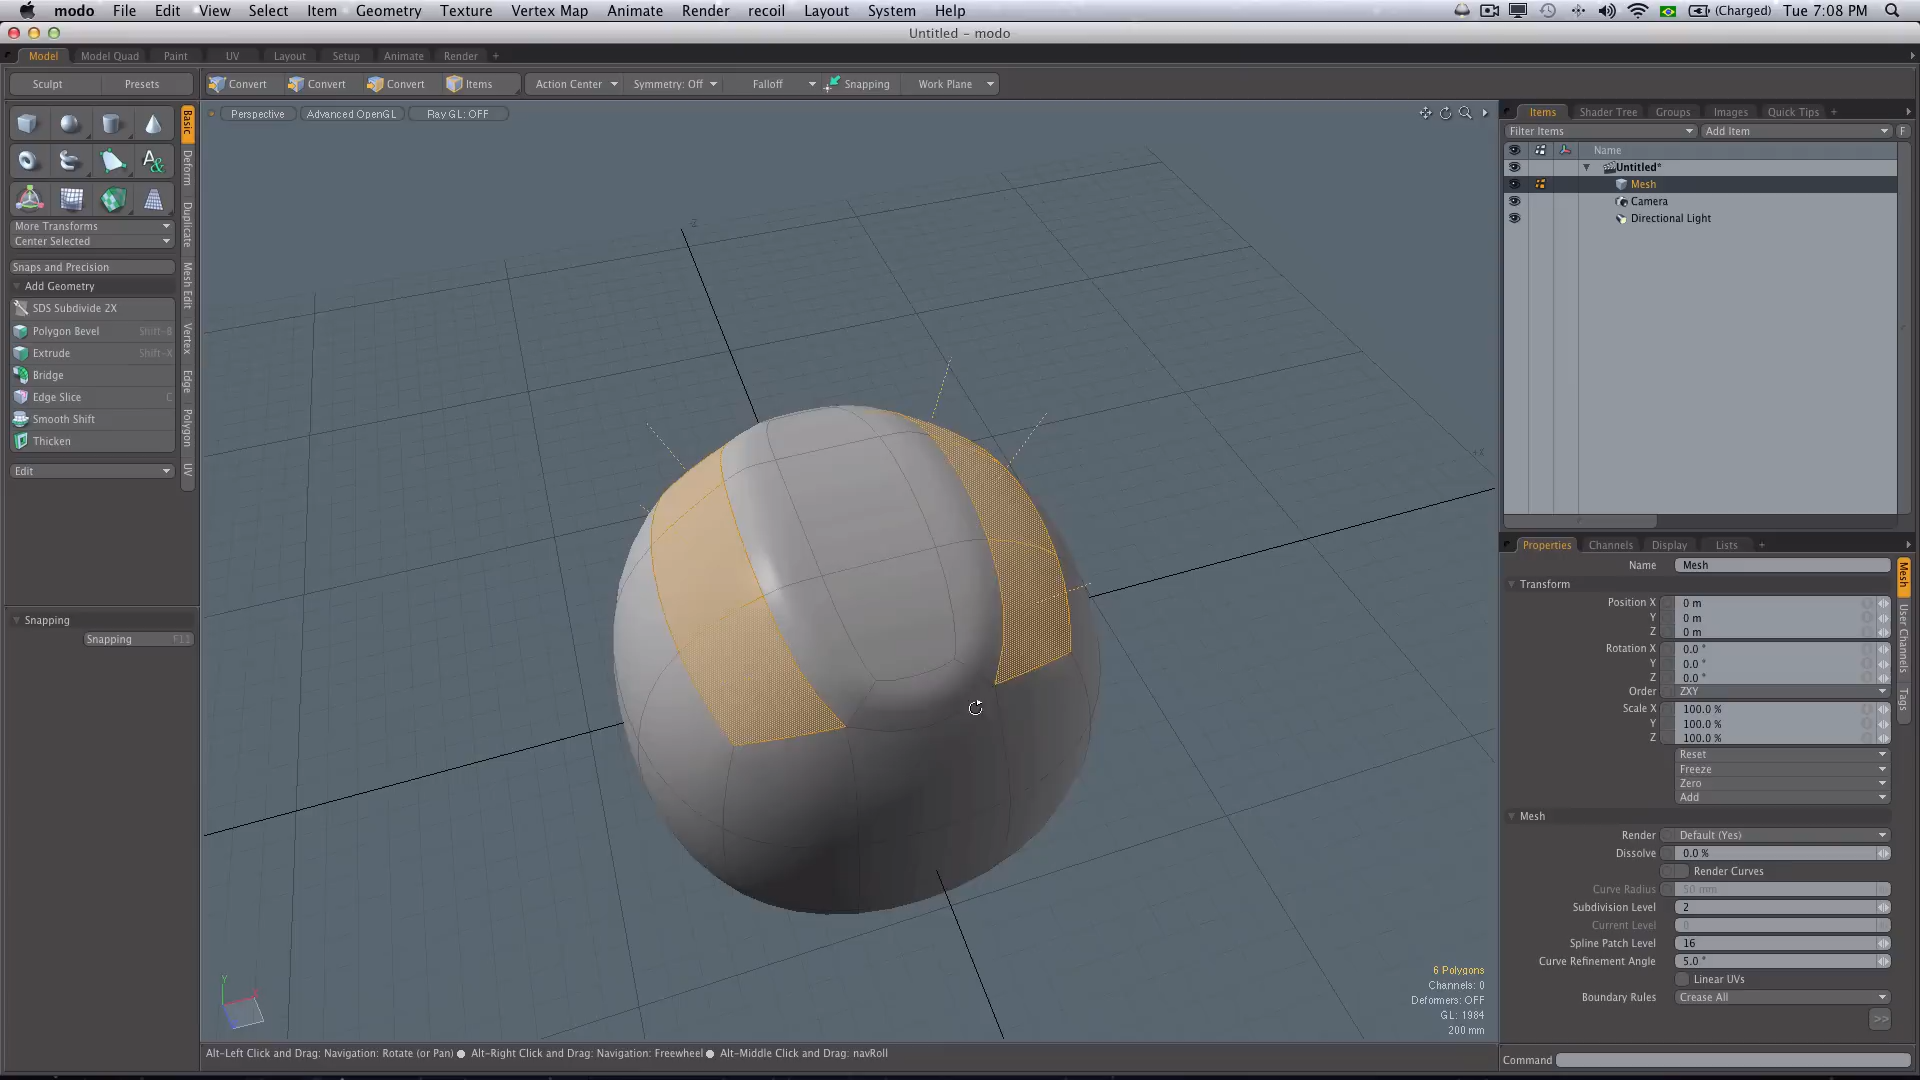 modo File Edit View Select Item Geometry Texture Vertex Map Animate Render recoil Layout System Help (Charged) Tue 7:08 PM
Untitled – modo
Model Model Quad Paint UV Layout Setup Animate Render +
Sculpt Presets Convert Convert Convert Items Action Center Symmetry: Off Falloff Snapping Work Plane
Perspective Advanced OpenGL Ray GL: OFF
Basic
Deform
Duplicate
Mesh Edit
Vertex
Edge
Polygon
UV
More Transforms
Center Selected
Snaps and Precision
Add Geometry
SDS Subdivide 2X
Polygon Bevel Shift-B
Extrude Shift-X
Bridge
Edge Slice C
Smooth Shift
Thicken
Edit
Snapping
Snapping F11
-Z
+X
Y
6 Polygons
Channels: 0
Deformers: OFF
GL: 1984
200 mm
Alt-Left Click and Drag: Navigation: Rotate (or Pan) ● Alt-Right Click and Drag: Navigation: Freewheel ● Alt-Middle Click and Drag: navRoll
Items Shader Tree Groups Images Quick Tips +
Filter Items Add Item F
Name
Untitled*
Mesh
Camera
Directional Light
Properties Channels Display Lists +
Name Mesh
Transform
Position X 0 m
Y 0 m
Z 0 m
Rotation X 0.0 °
Y 0.0 °
Z 0.0 °
Order ZXY
Scale X 100.0 %
Y 100.0 %
Z 100.0 %
Reset
Freeze
Zero
Add
Mesh
Render Default (Yes)
Dissolve 0.0 %
Render Curves
Curve Radius 50 mm
Subdivision Level 2
Current Level 0
Spline Patch Level 16
Curve Refinement Angle 5.0 °
Linear UVs
Boundary Rules Crease All
>>
Mesh
User Channels
Tags
Command